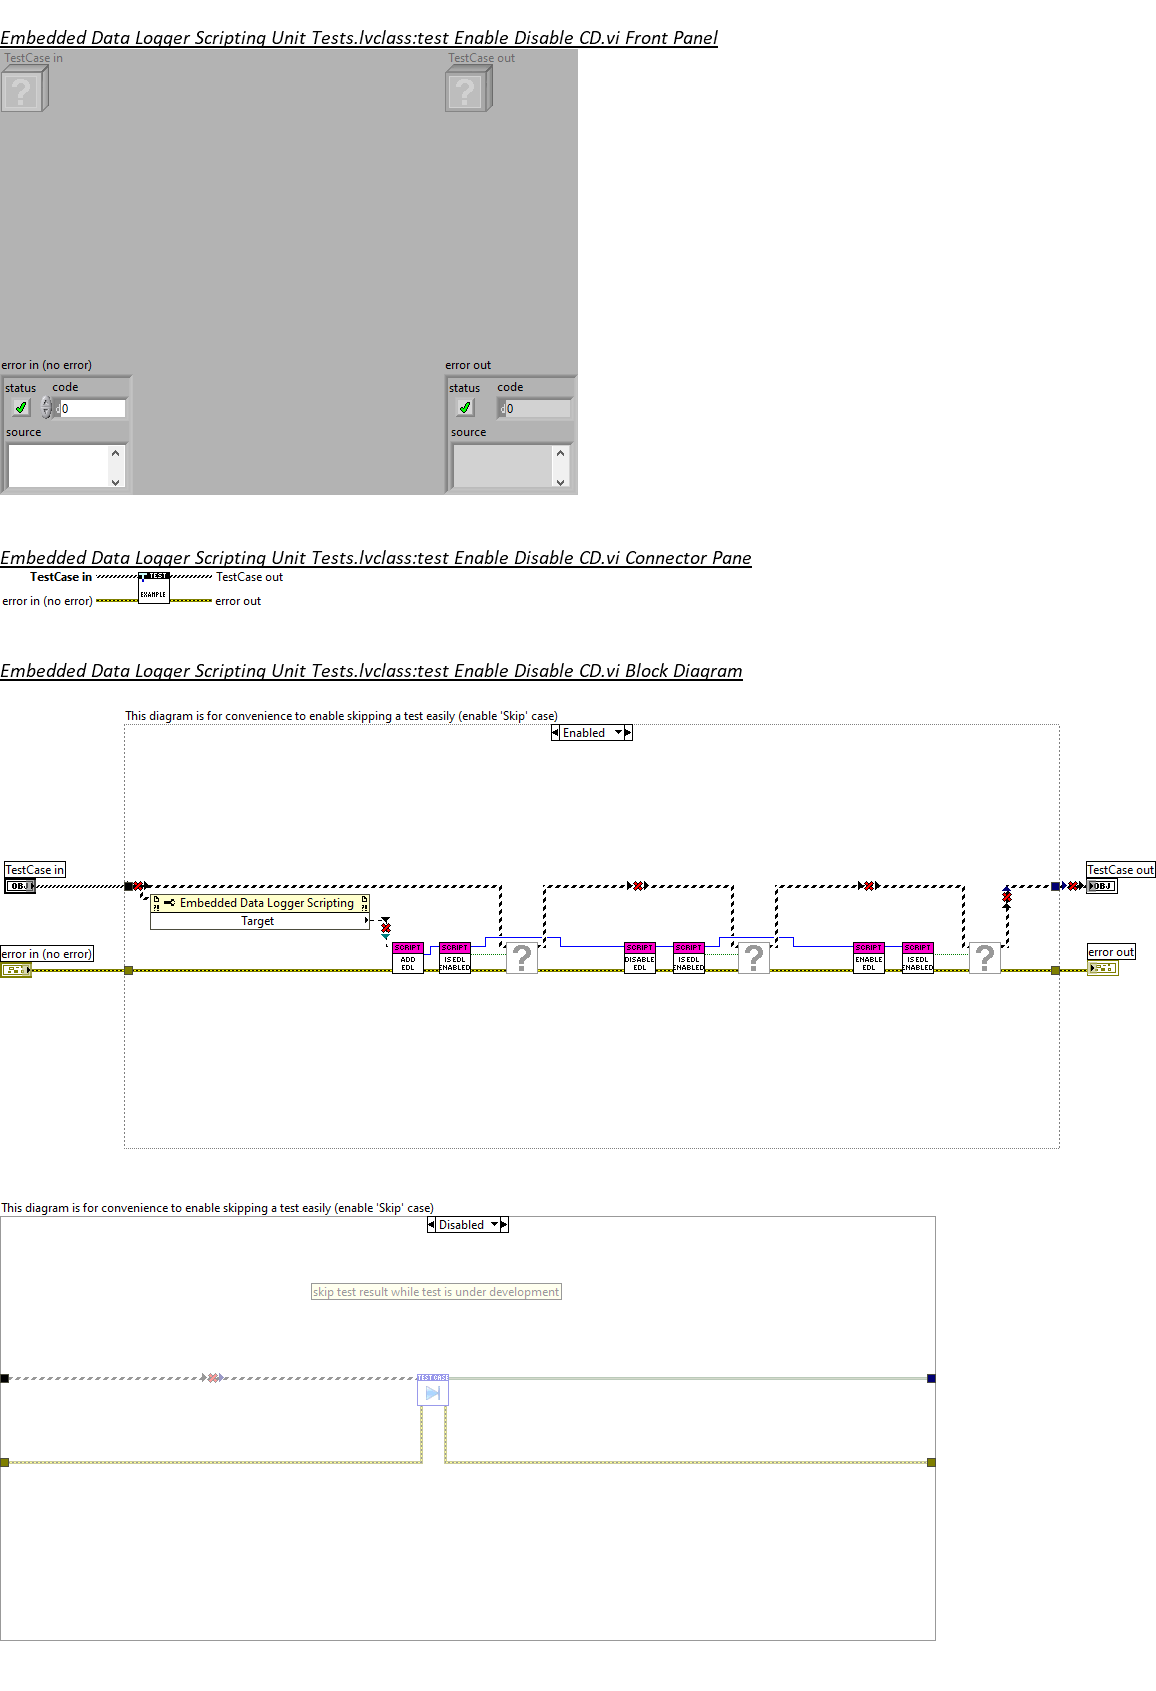 Embedded Data Logger Scripting Unit Tests.lvclass:test Enable Disable CD.vi Front Panel
TestCase in
TestCase out
?
?
error in (no error)
error out
status code
status code
d 0
d 0
source
source
Embedded Data Logger Scripting Unit Tests.lvclass:test Enable Disable CD.vi Connector Pane
TestCase in
TEST
TestCase out
error in (no error)
EXAMPLE
error out
Embedded Data Logger Scripting Unit Tests.lvclass:test Enable Disable CD.vi Block Diagram
This diagram is for convenience to enable skipping a test easily (enable 'Skip' case)
Enabled
TestCase in
OBJ
TestCase out
OBJ
Embedded Data Logger Scripting
Target
error in (no error)
SCRIPT
ADD
EDL
SCRIPT
IS EDL
ENABLED
?
SCRIPT
DISABLE
EDL
SCRIPT
IS EDL
ENABLED
?
SCRIPT
ENABLE
EDL
SCRIPT
IS EDL
ENABLED
?
error out
This diagram is for convenience to enable skipping a test easily (enable 'Skip' case)
Disabled
skip test result while test is under development
TEST CASE